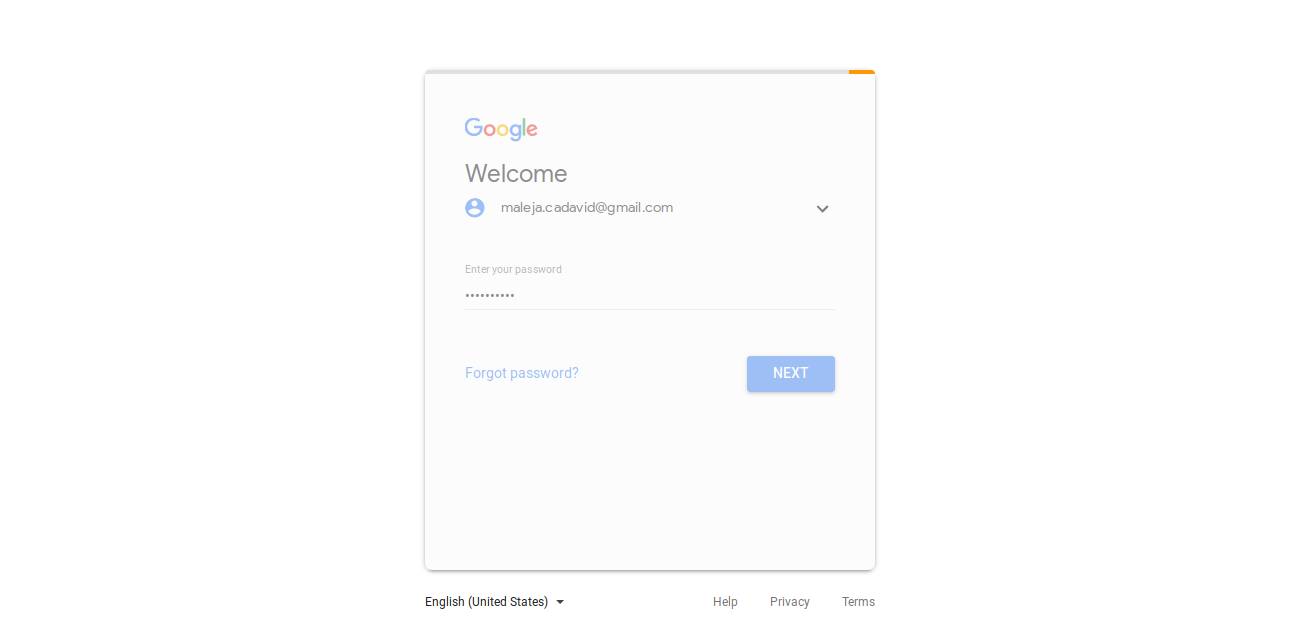 Google
Welcome
maleja.cadavid@gmail.com
Enter your password
••••••••••
Forgot password?
NEXT
English (United States)
Help
Privacy
Terms